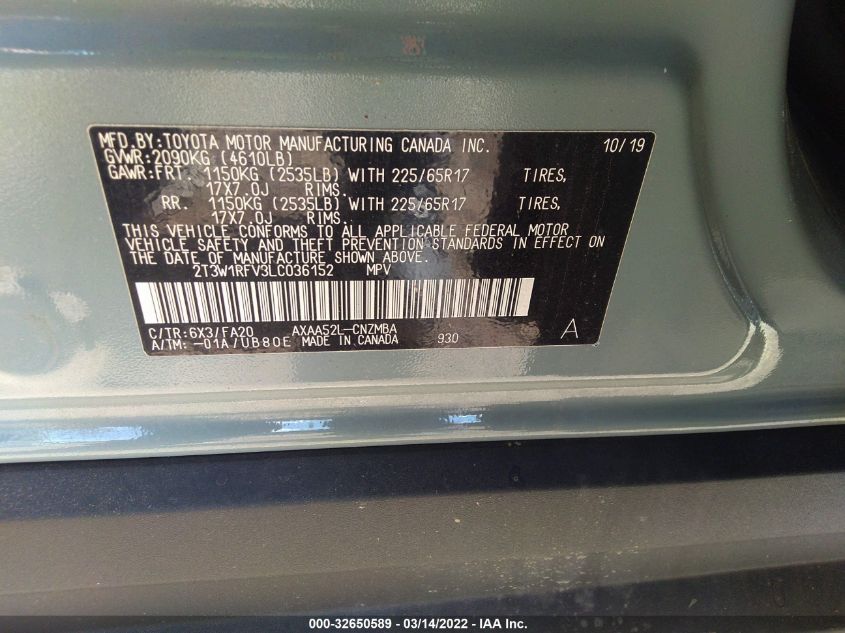 MFD.BY:TOYOTA MOTOR MANUFACTURING CANADA INC. 10/19
GVWR:2090KG (4610LB)
GAWR:FRT. 1150KG (2535LB) WITH 225/65R17 TIRES,
17X7.0J RIMS.
RR. 1150KG (2535LB) WITH 225/65R17 TIRES,
17X7.0J RIMS.
THIS VEHICLE CONFORMS TO ALL APPLICABLE FEDERAL MOTOR
VEHICLE SAFETY AND THEFT PREVENTION STANDARDS IN EFFECT ON
THE DATE OF MANUFACTURE SHOWN ABOVE.
2T3W1RFV3LC036152 MPV
C/TR:6X3/FA20 AXAA52L-CNZMBA
A/TM: -01A/UB80E MADE IN CANADA 930 A
000-32650589 - 03/14/2022 - IAA Inc.